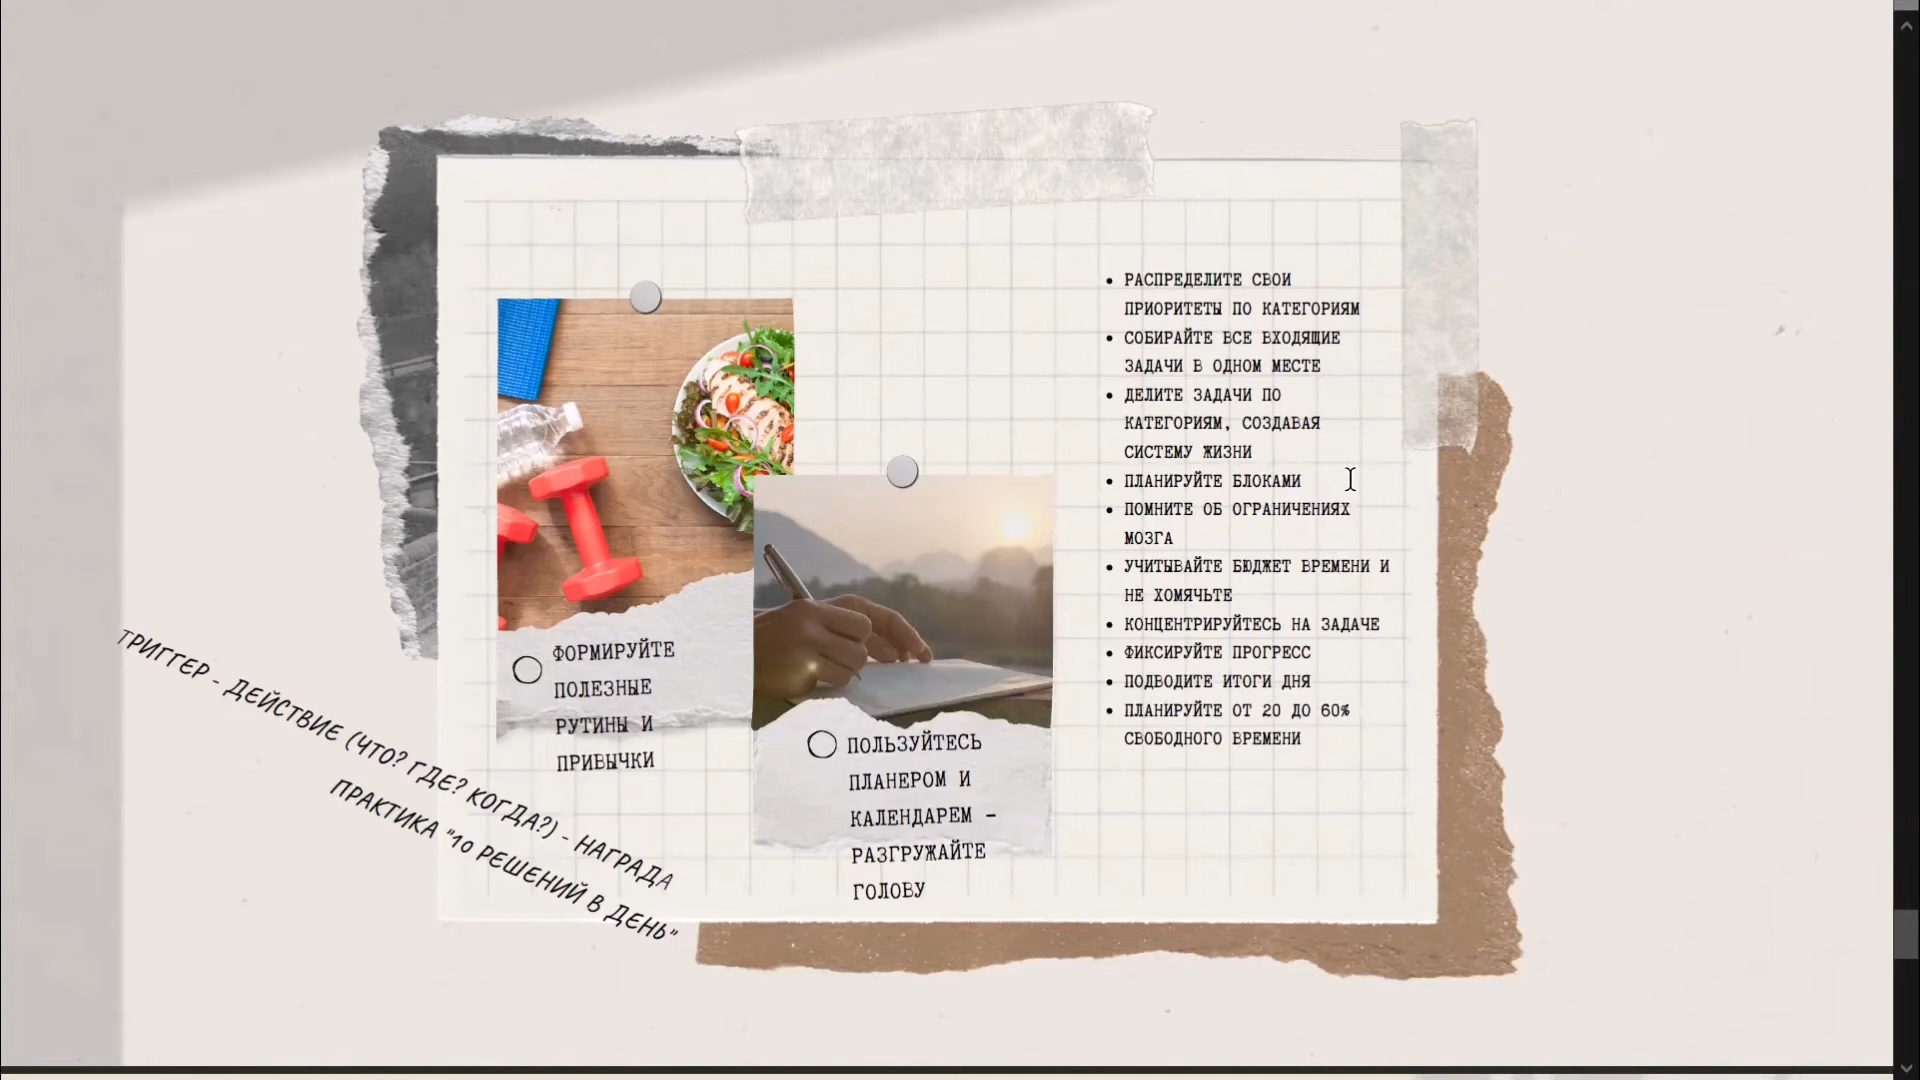 ТРИГГЕР - ДЕЙСТВИЕ (ЧТО? ГДЕ? КОГДА?) - НАГРАДА
ПРАКТИКА "10 РЕШЕНИЙ В ДЕНЬ"
ФОРМИРУЙТЕ
ПОЛЕЗНЫЕ
РУТИНЫ И
ПРИВЫЧКИ
ПОЛЬЗУЙТЕСЬ
ПЛАНЕРОМ И
КАЛЕНДАРЕМ –
РАЗГРУЖАЙТЕ
ГОЛОВУ
• РАСПРЕДЕЛИТЕ СВОИ
ПРИОРИТЕТЫ ПО КАТЕГОРИЯМ
• СОБИРАЙТЕ ВСЕ ВХОДЯЩИЕ
ЗАДАЧИ В ОДНОМ МЕСТЕ
• ДЕЛИТЕ ЗАДАЧИ ПО
КАТЕГОРИЯМ, СОЗДАВАЯ
СИСТЕМУ ЖИЗНИ
• ПЛАНИРУЙТЕ БЛОКАМИ
• ПОМНИТЕ ОБ ОГРАНИЧЕНИЯХ
МОЗГА
• УЧИТЫВАЙТЕ БЮДЖЕТ ВРЕМЕНИ И
НЕ ХОМЯЧЬТЕ
• КОНЦЕНТРИРУЙТЕСЬ НА ЗАДАЧЕ
• ФИКСИРУЙТЕ ПРОГРЕСС
• ПОДВОДИТЕ ИТОГИ ДНЯ
• ПЛАНИРУЙТЕ ОТ 20 ДО 60%
СВОБОДНОГО ВРЕМЕНИ